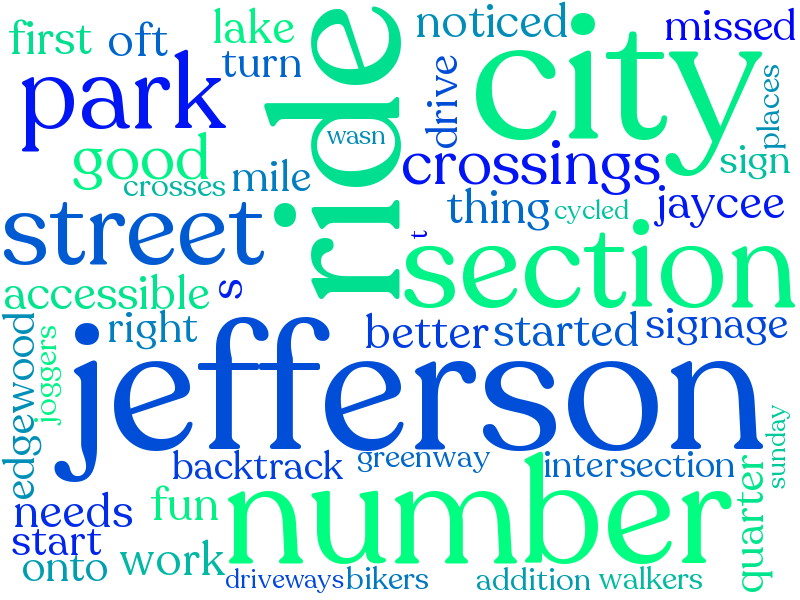 first
oft
lake
turn
noticed
missed
park
ride
city
drive
places
wasn
good
crosses
mile
crossings
sign
street
thing
cycled
jaycee
t
section
accessible
s
edgewood
joggers
right
better
started
signage
jefferson
backtrack
greenway
intersection
sunday
needs
fun
number
quarter
start
onto
work
driveways
bikers
addition
walkers